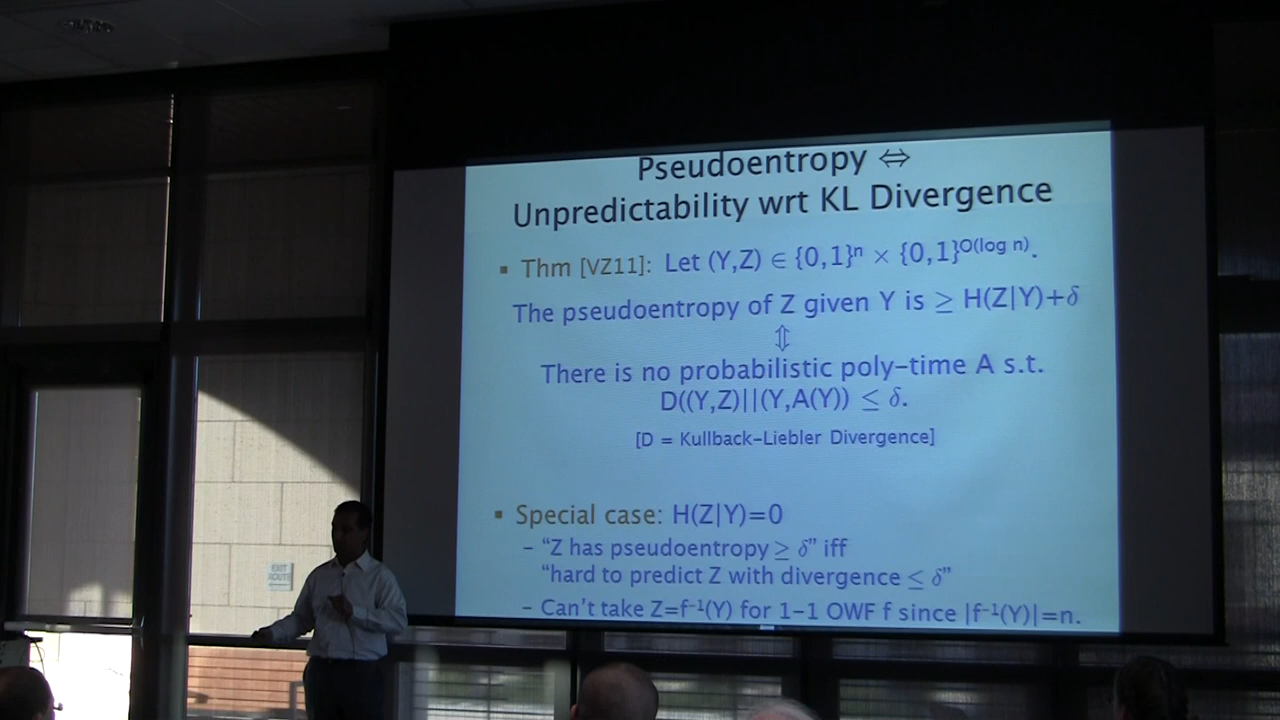 Pseudoentropy ⇔
Unpredictability wrt KL Divergence
▪ Thm [VZ11]: Let (Y,Z) ∈ {0,1}ⁿ × {0,1}^O(log n).
The pseudoentropy of Z given Y is ≥ H(Z|Y)+δ
⇕
There is no probabilistic poly-time A s.t.
D((Y,Z)||(Y,A(Y)) ≤ δ.
[D = Kullback-Liebler Divergence]
▪ Special case: H(Z|Y)=0
– “Z has pseudoentropy ≥ δ” iff
“hard to predict Z with divergence ≤ δ”
– Can't take Z=f⁻¹(Y) for 1-1 OWF f since |f⁻¹(Y)|=n.
EXIT
ROUTE